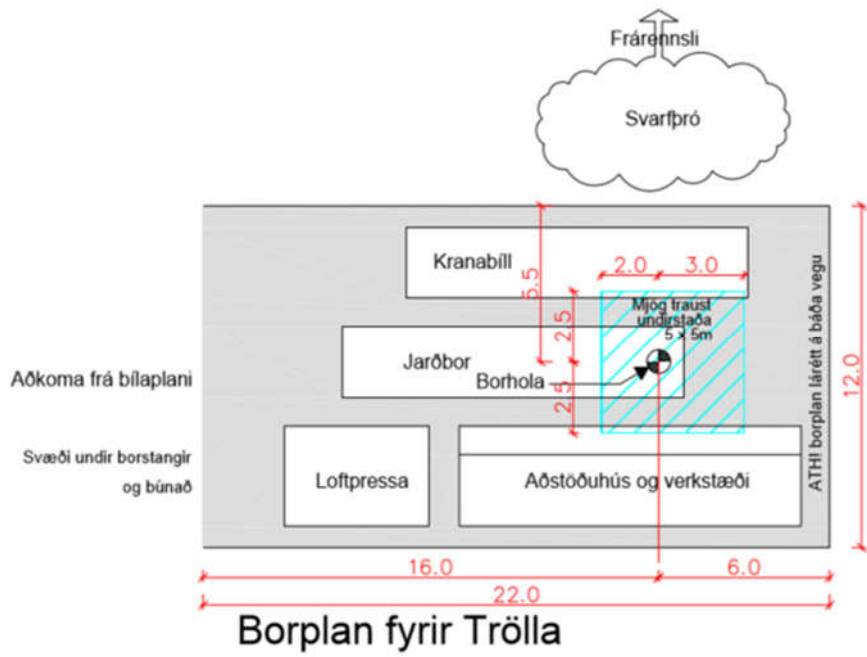 Frárennsli
Svarfþró
Kranabíll
5.5
2.0
3.0
Mjög traust
undirstaða
5 x 5m
2.5
Jarðbor
Borhola
2.5
Aðkoma frá bílaplani
Svæði undir borstangir
og búnað
Loftpressa
Aðstöðuhús og verkstæði
ATH! borplan lárétt á báða vegu
12.0
16.0
6.0
22.0
Borplan fyrir Trölla